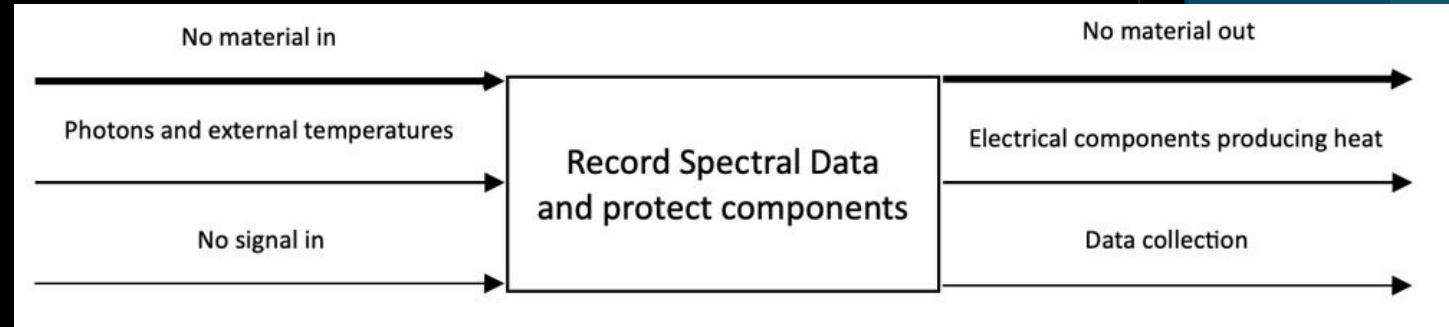 No material in
No material out
Photons and external temperatures
Electrical components producing heat
Record Spectral Data
and protect components
No signal in
Data collection